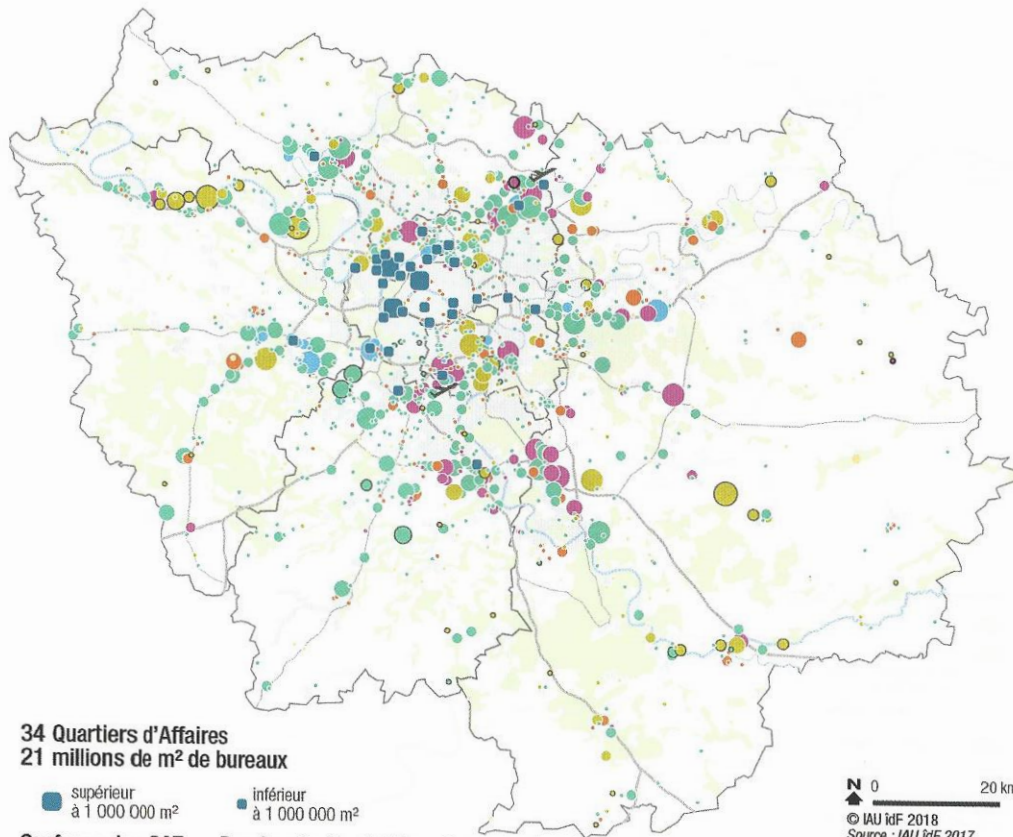 34 Quartiers d'Affaires
21 millions de m² de bureaux
supérieur
à 1 000 000 m²
inférieur
à 1 000 000 m²
N 0 20 km
© IAU îdF 2018
Source : IAU îdF 2017